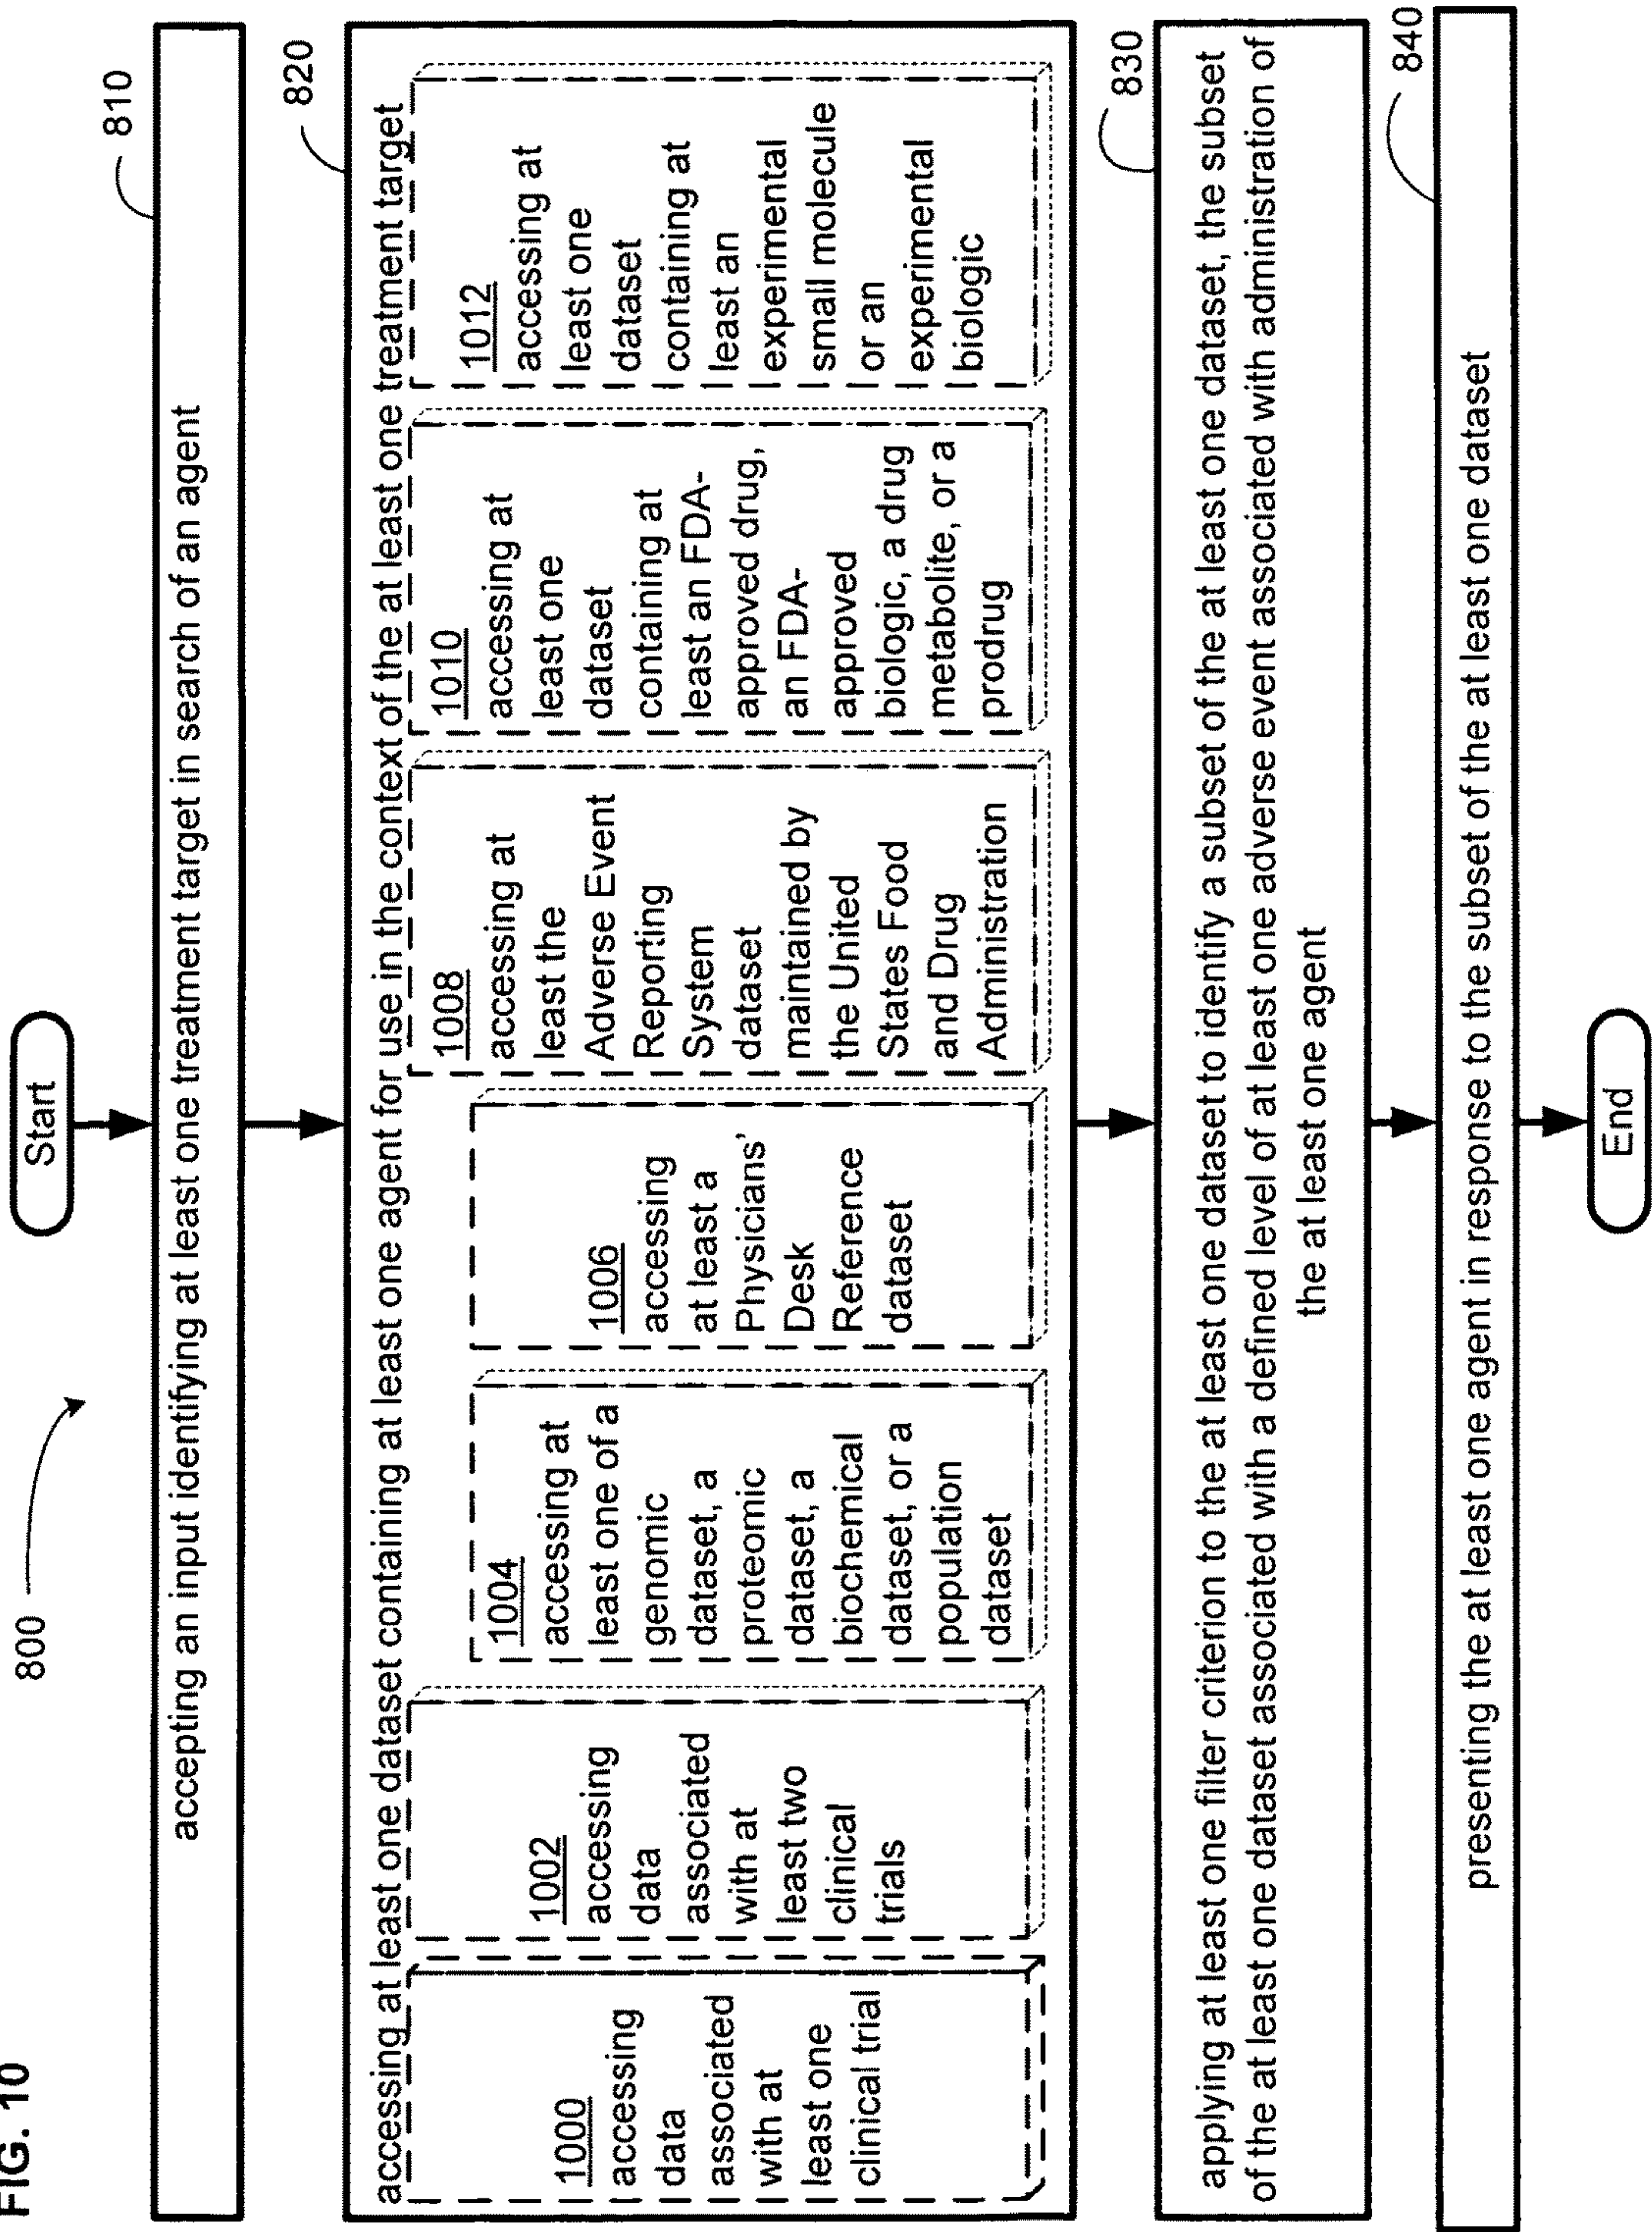 FIG. 10
800
Start
810
accepting an input identifying at least one treatment target in search of an agent
820
accessing at least one dataset containing at least one agent for use in the context of the at least one treatment target
1000
accessing
data
associated
with at
least one
clinical trial
1002
accessing
data
associated
with at
least two
clinical
trials
1004
accessing at
least one of a
genomic
dataset, a
proteomic
dataset, a
biochemical
dataset, or a
population
dataset
1006
accessing
at least a
Physicians’
Desk
Reference
dataset
1008
accessing at
least the
Adverse Event
Reporting
System
dataset
maintained by
the United
States Food
and Drug
Administration
1010
accessing at
least one
dataset
containing at
least an FDA-
approved drug,
an FDA-
approved
biologic, a drug
metabolite, or a
prodrug
1012
accessing at
least one
dataset
containing at
least an
experimental
small molecule
or an
experimental
biologic
830
applying at least one filter criterion to the at least one dataset to identify a subset of the at least one dataset, the subset
of the at least one dataset associated with a defined level of at least one adverse event associated with administration of
the at least one agent
840
presenting the at least one agent in response to the subset of the at least one dataset
End